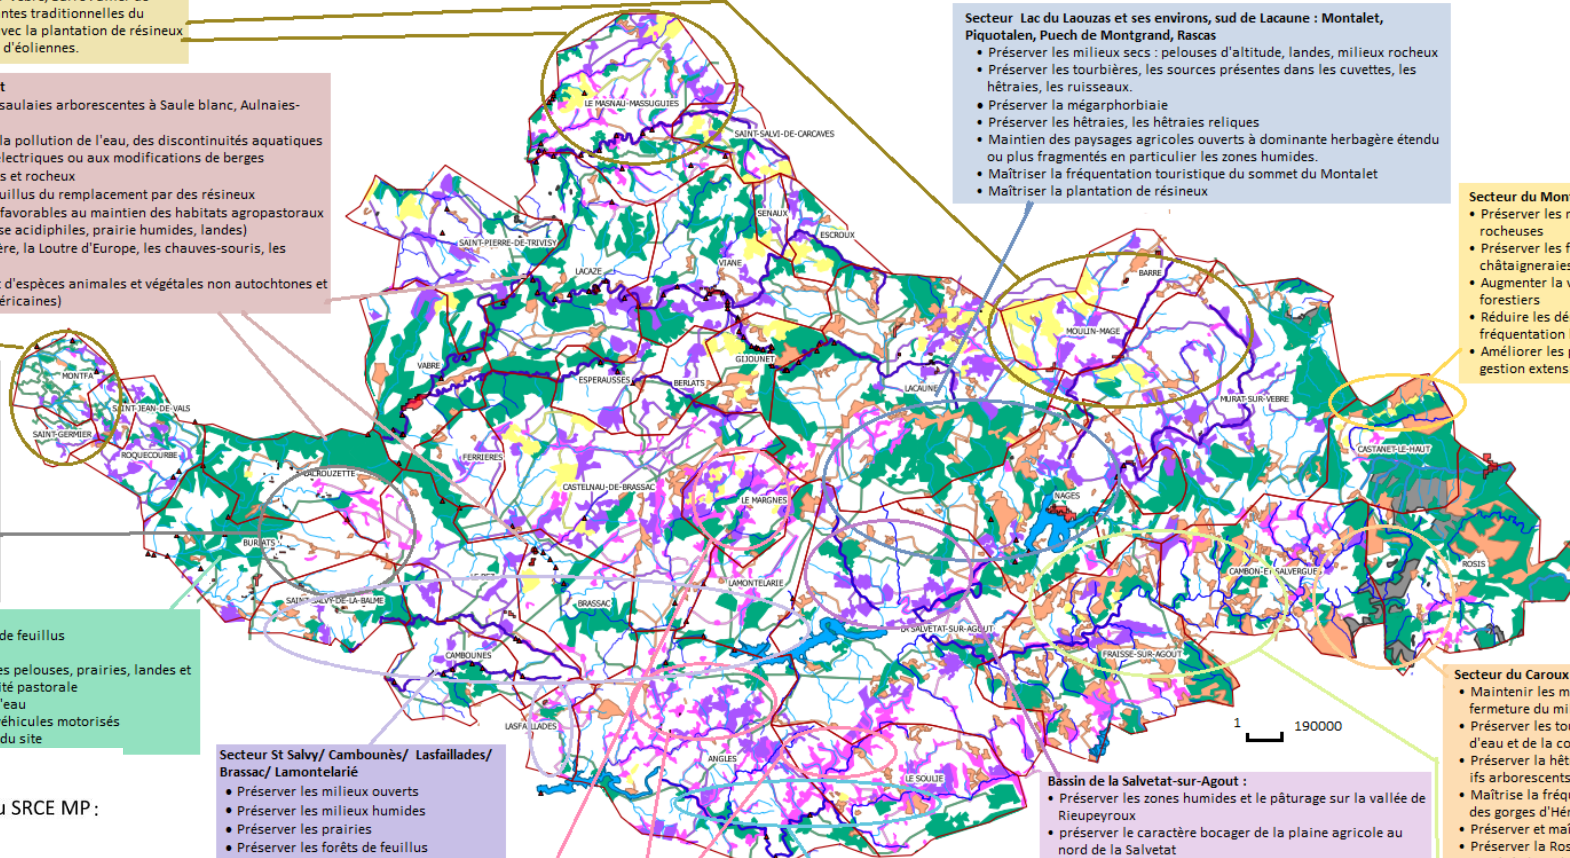 ntes traditionnelles du
vec la plantation de résineux
d'éoliennes.
t
saulaies arborescentes à Saule blanc, Aulnaies-
la pollution de l'eau, des discontinuités aquatiques
électriques ou aux modifications de berges
s et rocheux
uillus du remplacement par des résineux
favorables au maintien des habitats agropastoraux
se acidiphiles, prairie humides, landes)
ère, la Loutre d'Europe, les chauves-souris, les
t d'espèces animales et végétales non autochtones et
éricaines)
Secteur Lac du Laouzas et ses environs, sud de Lacaune : Montalet,
Piquotalen, Puech de Montgrand, Rascas
• Préserver les milieux secs : pelouses d'altitude, landes, milieux rocheux
• Préserver les tourbières, les sources présentes dans les cuvettes, les
hêtraies, les ruisseaux.
• Préserver la mégarphorbiaie
• Préserver les hêtraies, les hêtraies reliques
• Maintien des paysages agricoles ouverts à dominante herbagère étendu
ou plus fragmentés en particulier les zones humides.
• Maîtriser la fréquentation touristique du sommet du Montalet
• Maîtriser la plantation de résineux
Secteur du Mont
• Préserver les m
rocheuses
• Préserver les f
châtaigneraies
• Augmenter la v
forestiers
• Réduire les dé
fréquentation
• Améliorer les p
gestion extens
LE MASNAU-MASSUGUIES
SAINT-SALVI-DE-CARCAVES
SENAUX
ESCROUX
SAINT-PIERRE-DE-TRIVISY
LACAZE
VIANE
BARRE
MOULIN-MAGE
GIJOUNET
VABRE
ESPERAUSSES
BERLATS
LACAUNE
MURAT-SUR-VEBRE
MONTFA
SAINT-JEAN-DE-VALS
SAINT-GERMIER
ROQUECOURBE
FERRIERES
LACROUZETTE
CASTELNAU-DE-BRASSAC
LE MARGNES
NAGES
CASTANET-LE-HAUT
BURLATS
LAMONTELARIE
CAMBON-ET-SALVERGUE
ROSIS
SAINT-SALVY-DE-LA-BALME
BRASSAC
LA SALVETAT-SUR-AGOUT
CAMBOUNES
FRAISSE-SUR-AGOUT
LASFAILLADES
ANGLES
LE SOULIE
1 190000
de feuillus
es pelouses, prairies, landes et
ité pastorale
'eau
éhicules motorisés
du site
u SRCE MP :
Secteur St Salvy/ Cambounès/ Lasfaillades/
Brassac/ Lamontelarié
• Préserver les milieux ouverts
• Préserver les milieux humides
• Préserver les prairies
• Préserver les forêts de feuillus
Bassin de la Salvetat-sur-Agout :
• Préserver les zones humides et le pâturage sur la vallée de
Rieupeyroux
• préserver le caractère bocager de la plaine agricole au
nord de la Salvetat
Secteur du Caroux
• Maintenir les m
fermeture du mi
• Préserver les tou
d'eau et de la co
• Préserver la hêt
ifs arborescents
• Maîtrise la fréqu
des gorges d'Hér
• Préserver et maî
• Préserver la Ros